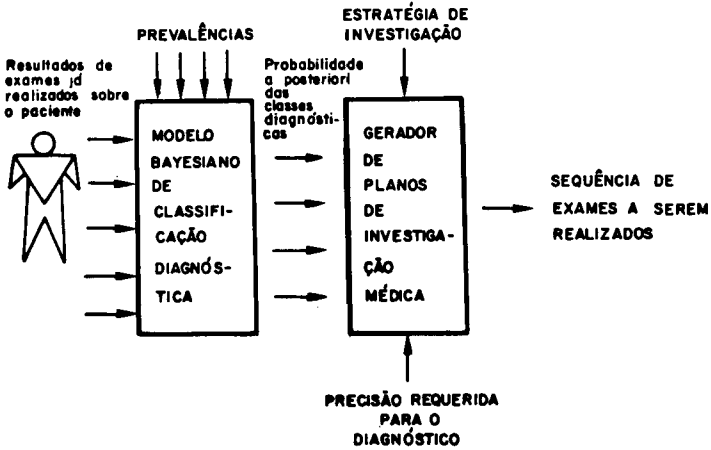 Resultados de
exames já
realizados sobre
o paciente
PREVALÊNCIAS
MODELO
BAYESIANO
DE
CLASSIFI-
CAÇÃO
DIAGNÓS-
TICA
Probabilidade
a posteriori
das
classes
diagnósti-
cas
ESTRATÉGIA DE
INVESTIGAÇÃO
GERADOR
DE
PLANOS
DE
INVESTIGA-
ÇÃO
MÉDICA
PRECISÃO REQUERIDA
PARA O
DIAGNÓSTICO
SEQUÊNCIA DE
EXAMES A SEREM
REALIZADOS